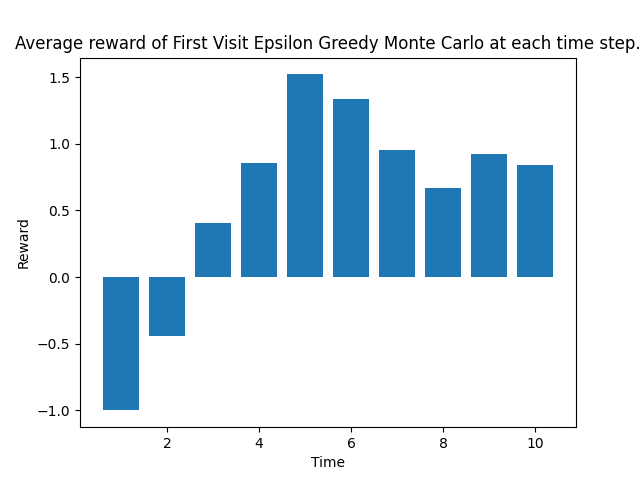 Average reward of First Visit Epsilon Greedy Monte Carlo at each time step.
1.5
1.0
0.5
0.0
−0.5
−1.0
Reward
2 4 6 8 10
Time